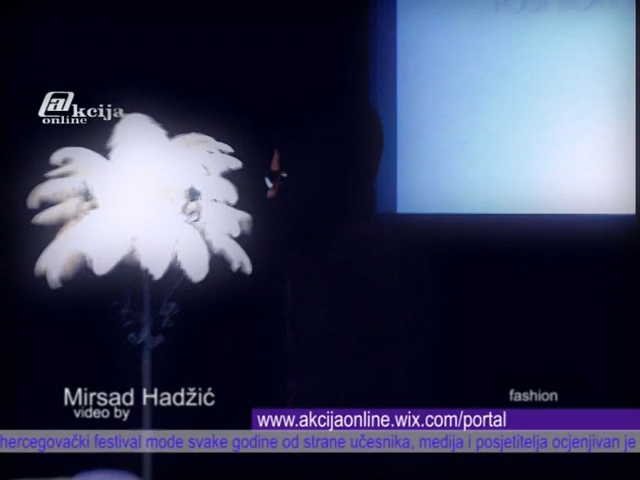 @kcija
online
Mirsad Hadžić
video by
fashion
www.akcijaonline.wix.com/portal
hercegovački festival mode svake godine od strane učesnika, medija i posjetitelja ocjenjivan je